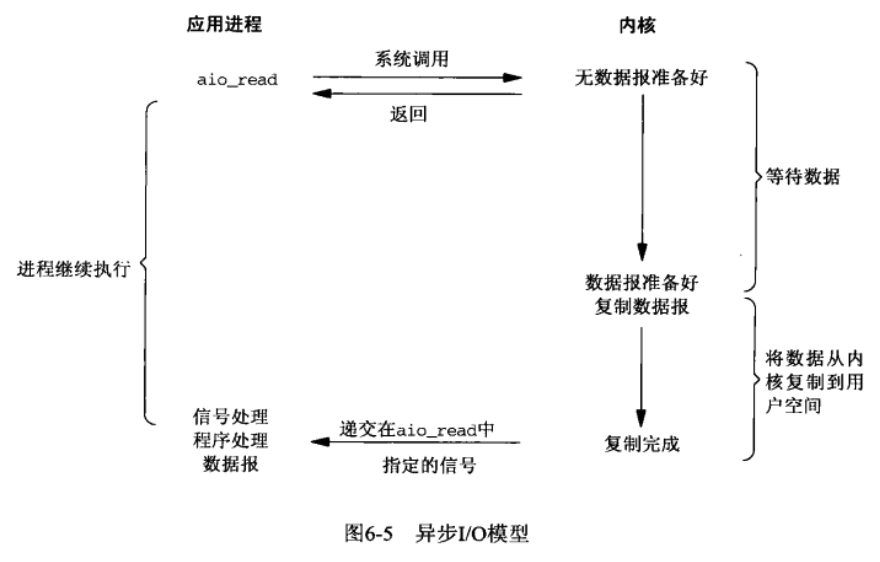 应用进程
内核
系统调用
aio_read
无数据报准备好
返回
等待数据
进程继续执行
数据报准备好
复制数据报
将数据从内
核复制到用
户空间
信号处理
程序处理
数据报
递交在aio_read中
指定的信号
复制完成
图6-5 异步I/O模型